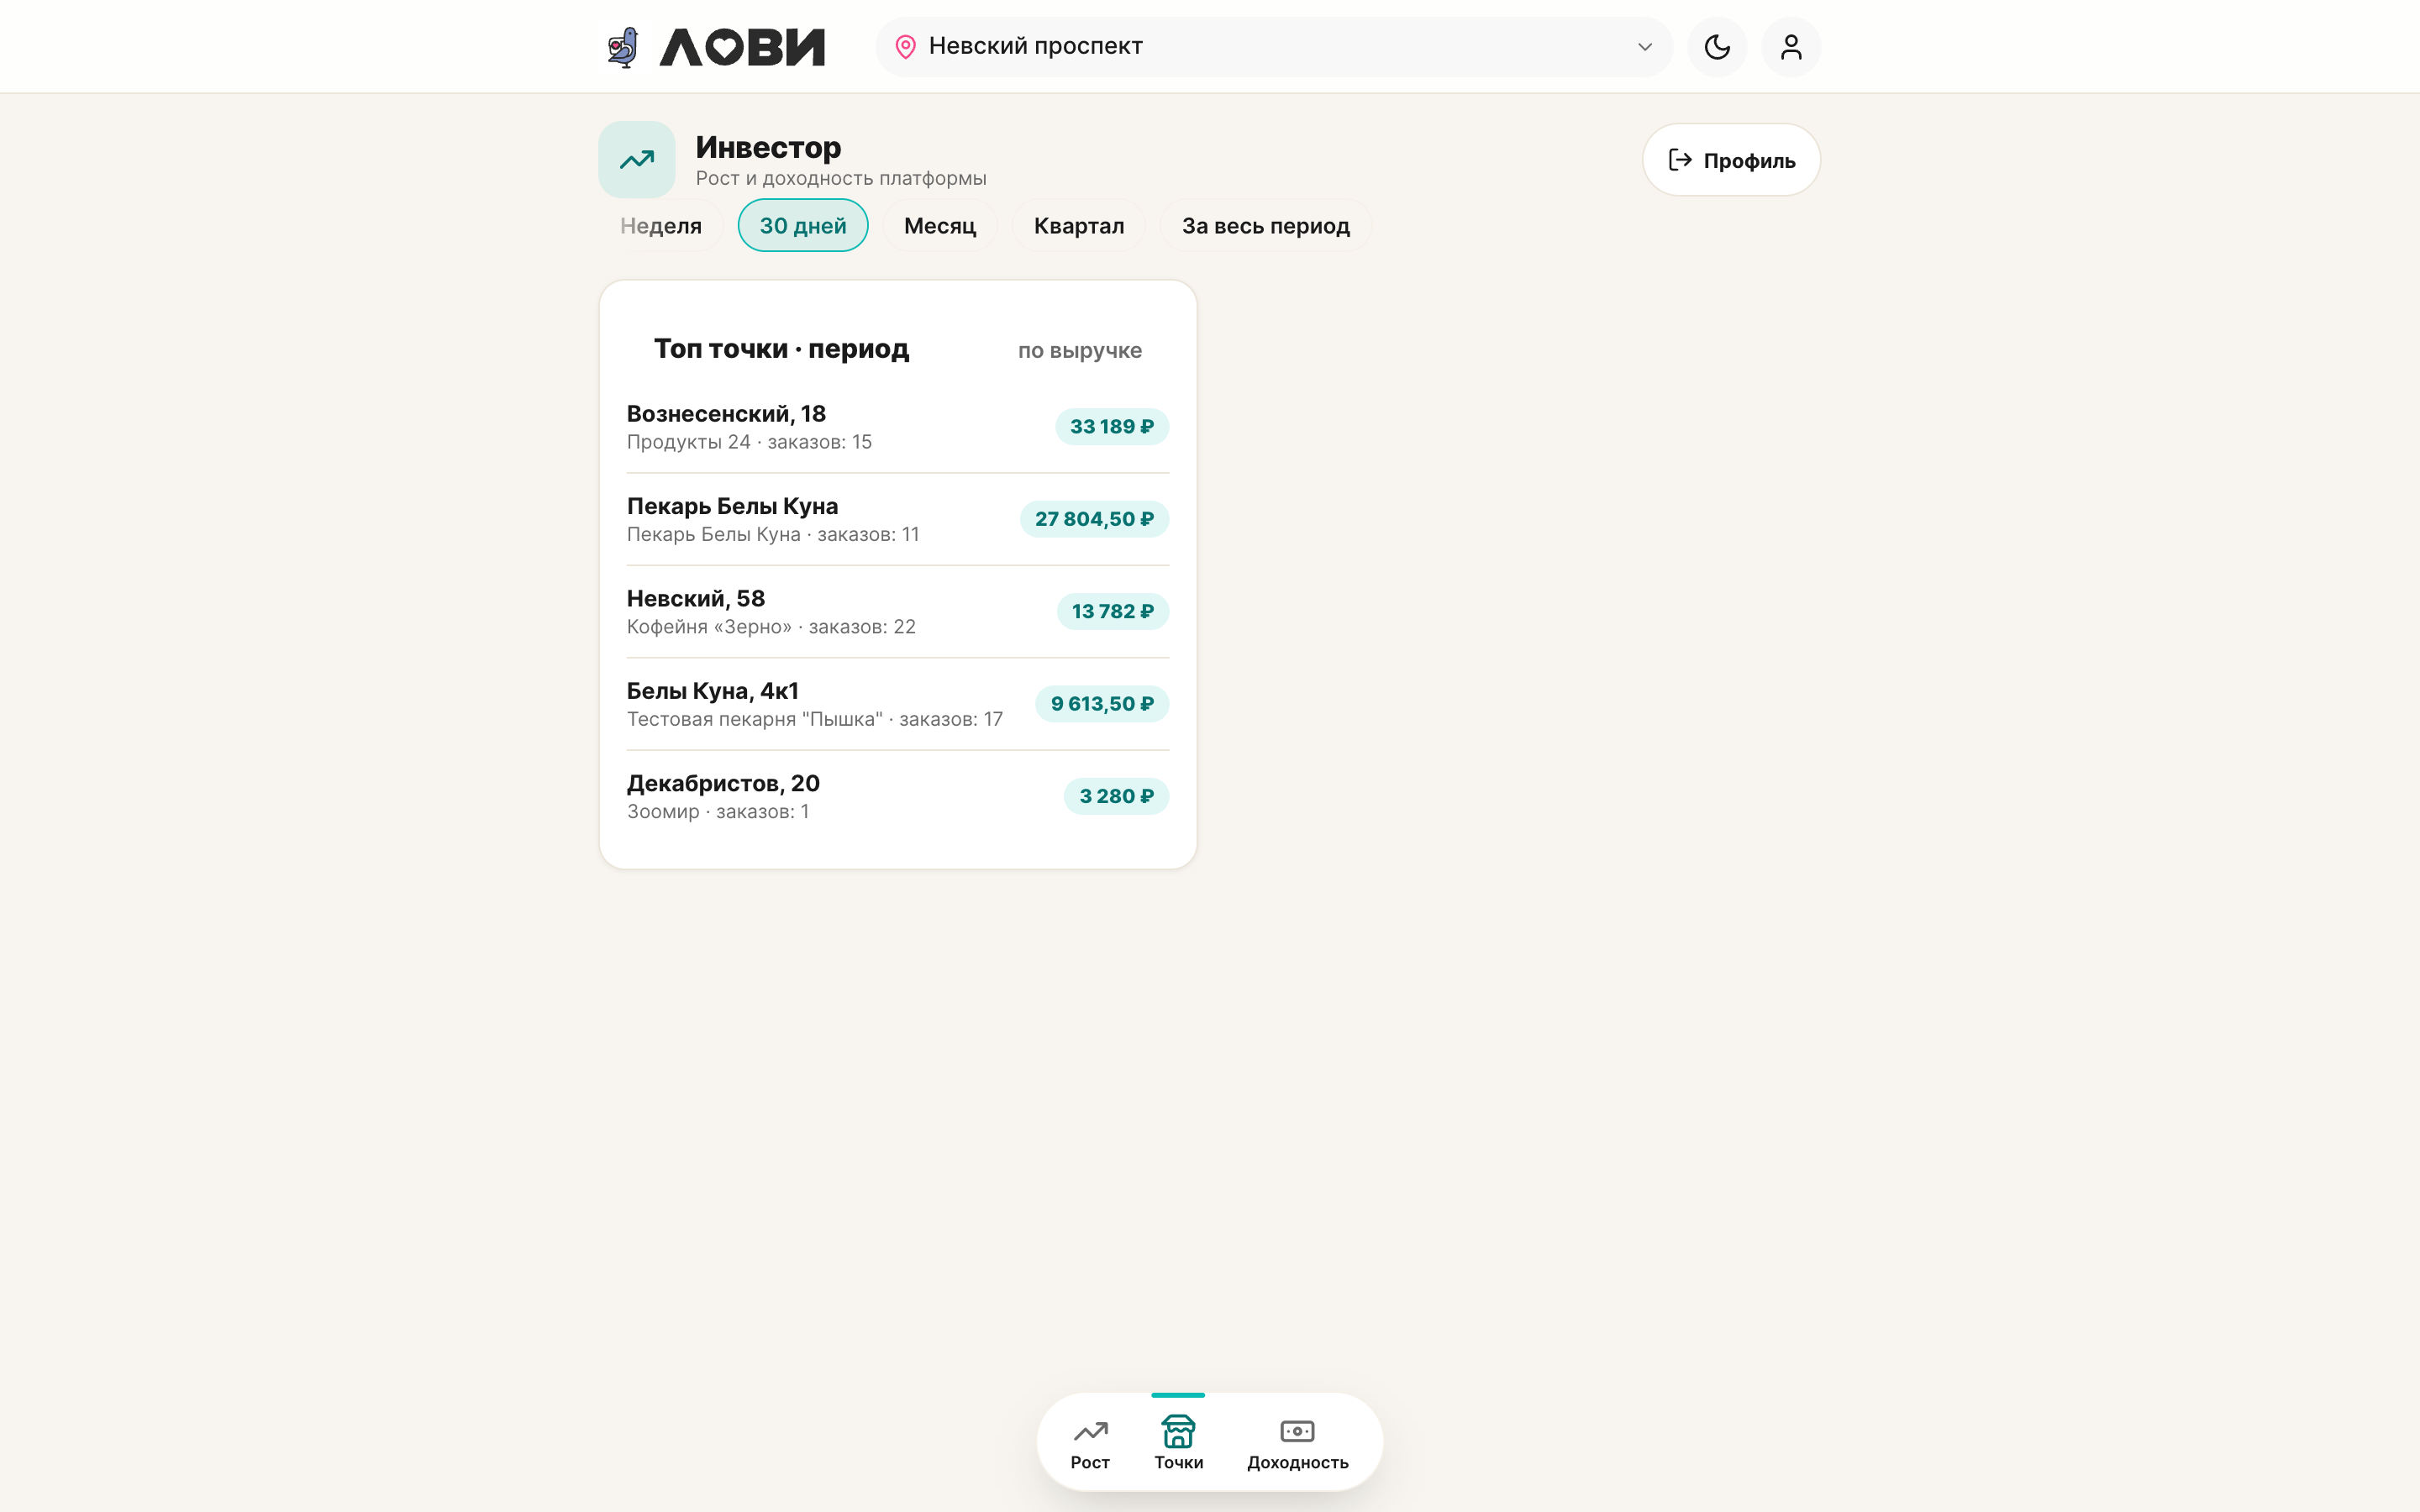 ЛОВИ
Невский проспект
Инвестор
Рост и доходность платформы
Профиль
Неделя
30 дней
Месяц
Квартал
За весь период
Топ точки · период
по выручке
Вознесенский, 18
Продукты 24 · заказов: 15
33 189 ₽
Пекарь Белы Куна
Пекарь Белы Куна · заказов: 11
27 804,50 ₽
Невский, 58
Кофейня «Зерно» · заказов: 22
13 782 ₽
Белы Куна, 4к1
Тестовая пекарня "Пышка" · заказов: 17
9 613,50 ₽
Декабристов, 20
Зоомир · заказов: 1
3 280 ₽
Рост
Точки
Доходность